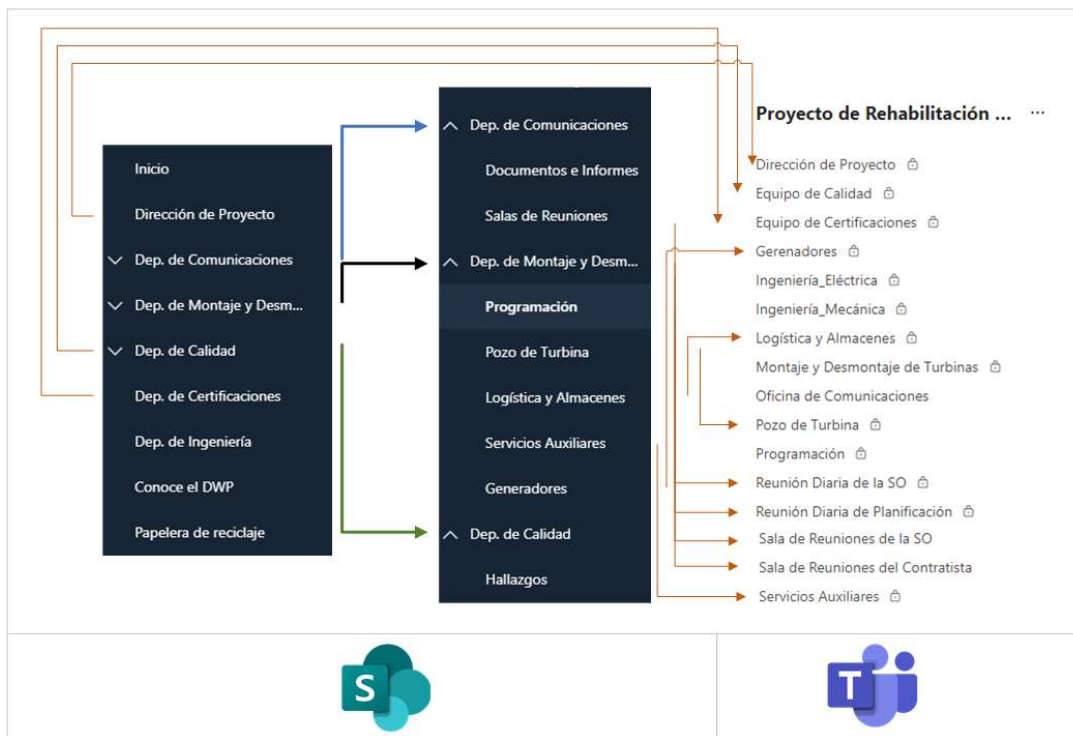 Inicio
Dirección de Proyecto
Dep. de Comunicaciones
Dep. de Montaje y Desm...
Dep. de Calidad
Dep. de Certificaciones
Dep. de Ingeniería
Conoce el DWP
Papelera de reciclaje
Dep. de Comunicaciones
Documentos e Informes
Salas de Reuniones
Dep. de Montaje y Desm...
Programación
Pozo de Turbina
Logística y Almacenes
Servicios Auxiliares
Generadores
Dep. de Calidad
Hallazgos
Proyecto de Rehabilitación ... ...
Dirección de Proyecto
Equipo de Calidad
Equipo de Certificaciones
Gerenadores
Ingeniería_Eléctrica
Ingeniería_Mecánica
Logística y Almacenes
Montaje y Desmontaje de Turbinas
Oficina de Comunicaciones
Pozo de Turbina
Programación
Reunión Diaria de la SO
Reunión Diaria de Planificación
Sala de Reuniones de la SO
Sala de Reuniones del Contratista
Servicios Auxiliares
S
T